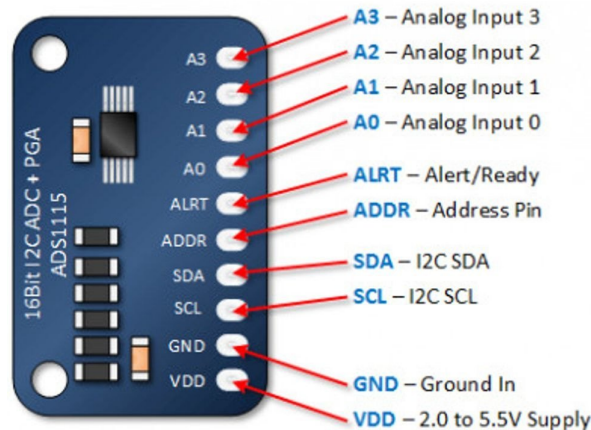 A3 – Analog Input 3
A2 – Analog Input 2
A1 – Analog Input 1
A0 – Analog Input 0
ALRT – Alert/Ready
ADDR – Address Pin
SDA – I2C SDA
SCL – I2C SCL
GND – Ground In
VDD – 2.0 to 5.5V Supply
A3
A2
A1
A0
ALRT
ADDR
SDA
SCL
GND
VDD
16Bit I2C ADC + PGA
ADS1115